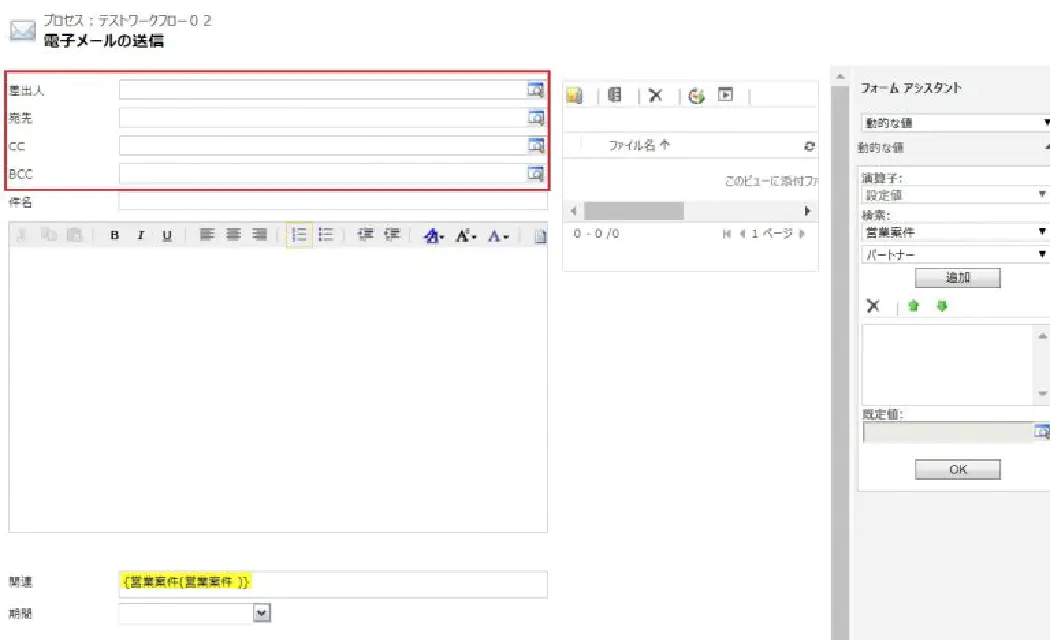 プロセス : テストワークフロー０２
電子メールの送信
差出人
宛先
CC
BCC
件名
B I U
関連
{営業案件(営業案件 )}
期間
ファイル名 ↑
このビューに添付ファ
0 - 0 /0
1 ページ
フォーム アシスタント
動的な値
動的な値
演算子:
設定値
検索:
営業案件
パートナー
追加
既定値:
OK